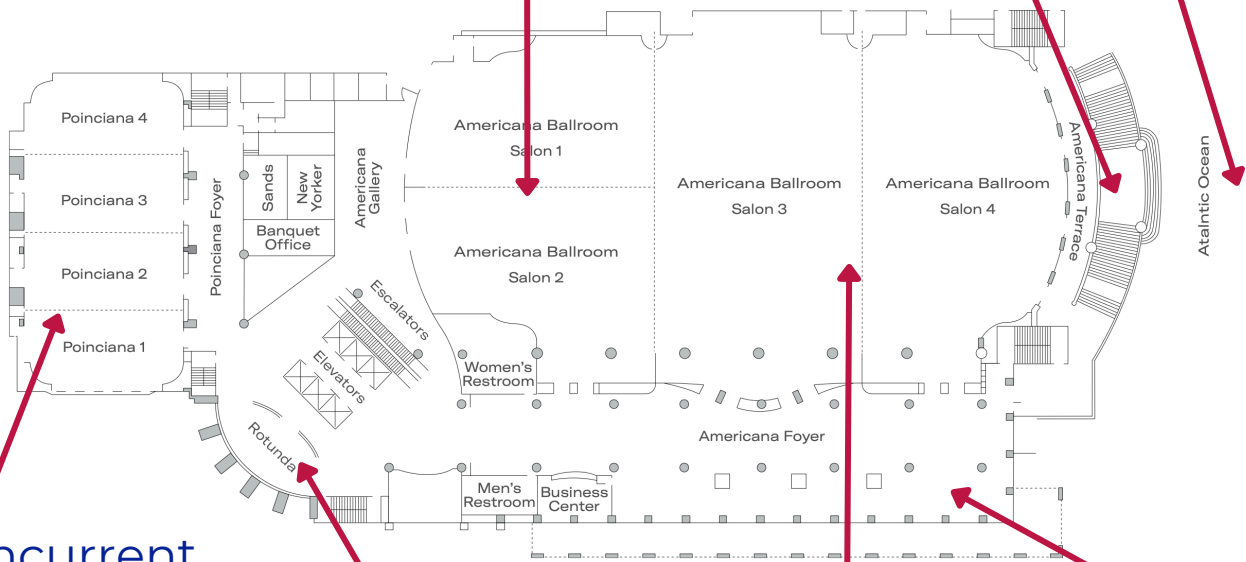 Poinciana 4
Poinciana 3
Poinciana 2
Poinciana 1
Poinciana Foyer
Sands
New
Yorker
Banquet
Office
Americana
Gallery
Americana Ballroom
Salon 1
Americana Ballroom
Salon 2
Americana Ballroom
Salon 3
Americana Ballroom
Salon 4
Americana Terrace
Atalntic Ocean
Escalators
Elevators
Rotunda
Women's
Restroom
Americana Foyer
Men's
Restroom
Business
Center
ncurrent